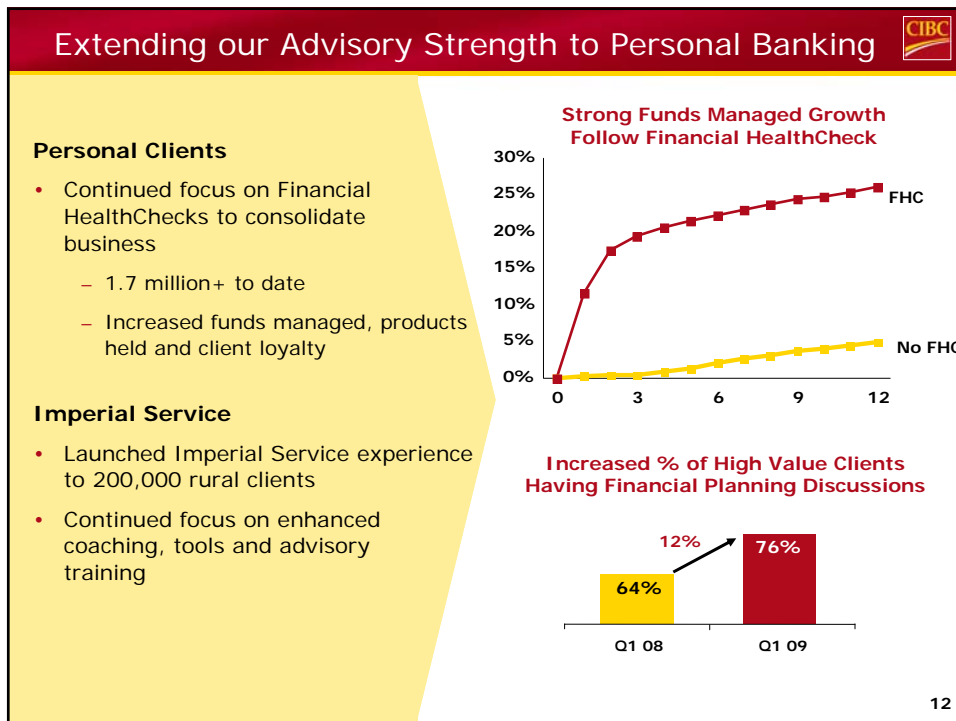 Extending our Advisory Strength to Personal Banking
CIBC
Personal Clients
• Continued focus on Financial
HealthChecks to consolidate
business
– 1.7 million+ to date
– Increased funds managed, products
held and client loyalty
Imperial Service
• Launched Imperial Service experience
to 200,000 rural clients
• Continued focus on enhanced
coaching, tools and advisory
training
Strong Funds Managed Growth
Follow Financial HealthCheck
30%
25%
20%
15%
10%
5%
0%
FHC
No FHC
0 3 6 9 12
Increased % of High Value Clients
Having Financial Planning Discussions
12%
64%
76%
Q1 08 Q1 09
12